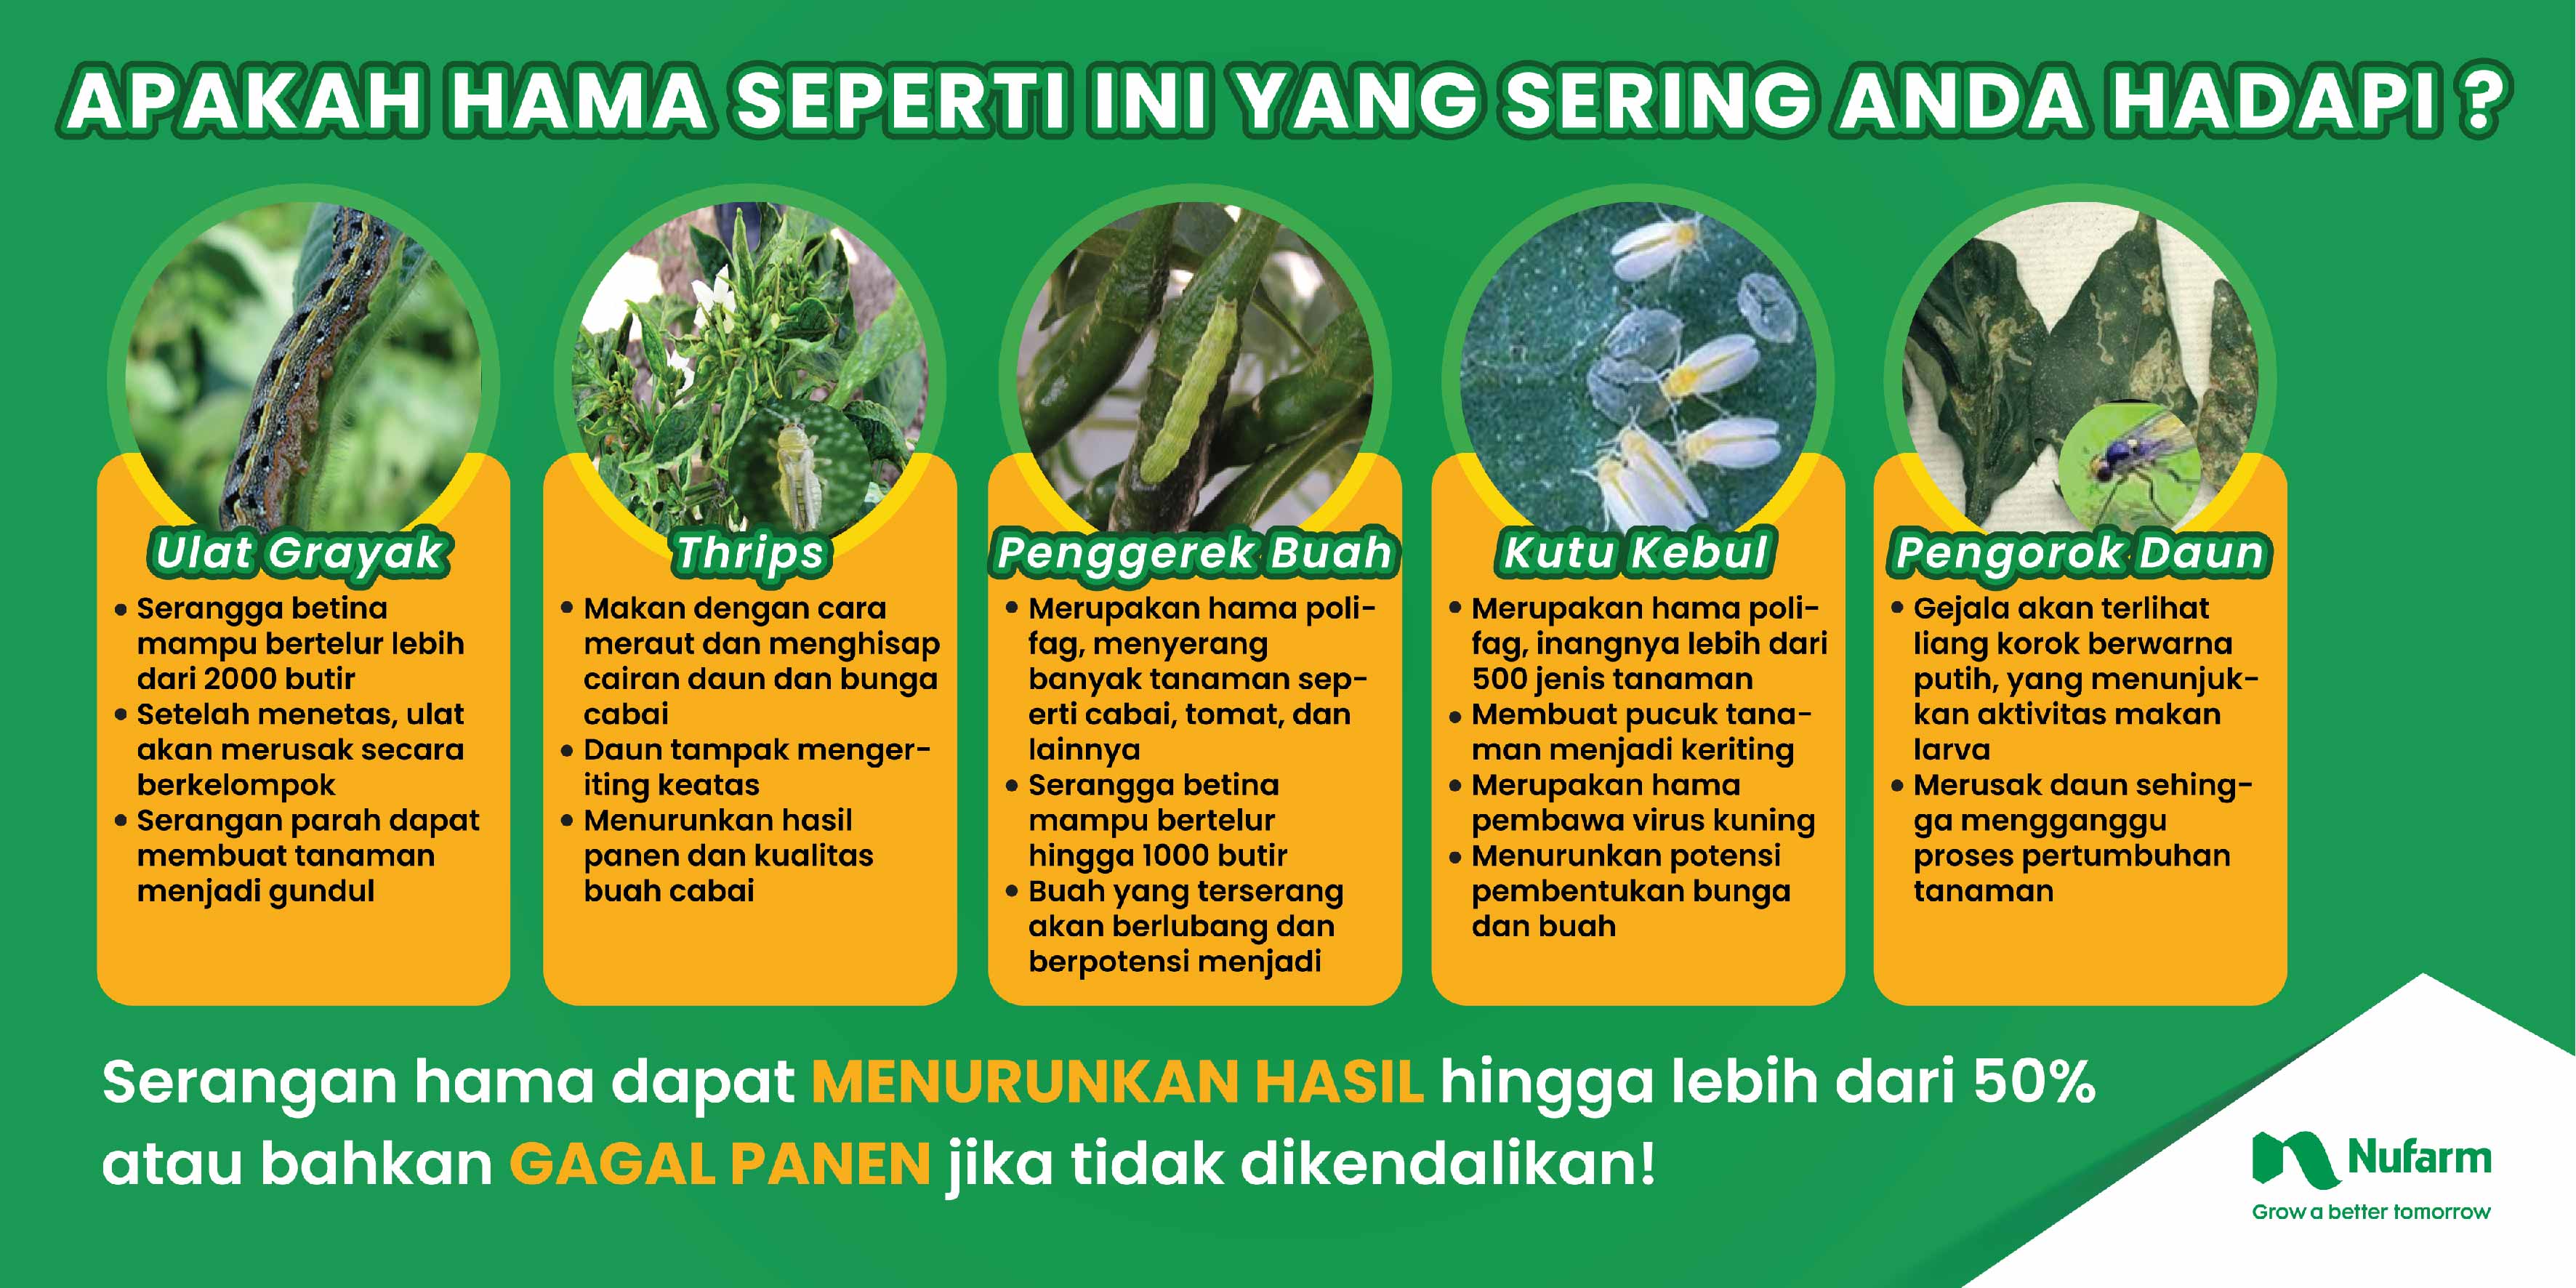 APAKAH HAMA SEPERTI INI YANG SERING ANDA HADAPI ?
Ulat Grayak
• Serangga betina
mampu bertelur lebih
dari 2000 butir
• Setelah menetas, ulat
akan merusak secara
berkelompok
• Serangan parah dapat
membuat tanaman
menjadi gundul
Thrips
• Makan dengan cara
meraut dan menghisap
cairan daun dan bunga
cabai
• Daun tampak menger-
iting keatas
• Menurunkan hasil
panen dan kualitas
buah cabai
Penggerek Buah
• Merupakan hama poli-
fag, menyerang
banyak tanaman sep-
erti cabai, tomat, dan
lainnya
• Serangga betina
mampu bertelur
hingga 1000 butir
• Buah yang terserang
akan berlubang dan
berpotensi menjadi
Kutu Kebul
• Merupakan hama poli-
fag, inangnya lebih dari
500 jenis tanaman
• Membuat pucuk tana-
man menjadi keriting
• Merupakan hama
pembawa virus kuning
• Menurunkan potensi
pembentukan bunga
dan buah
Pengorok Daun
• Gejala akan terlihat
liang korok berwarna
putih, yang menunjuk-
kan aktivitas makan
larva
• Merusak daun sehing-
ga mengganggu
proses pertumbuhan
tanaman
Serangan hama dapat MENURUNKAN HASIL hingga lebih dari 50%
atau bahkan GAGAL PANEN jika tidak dikendalikan!
Nufarm
Grow a better tomorrow